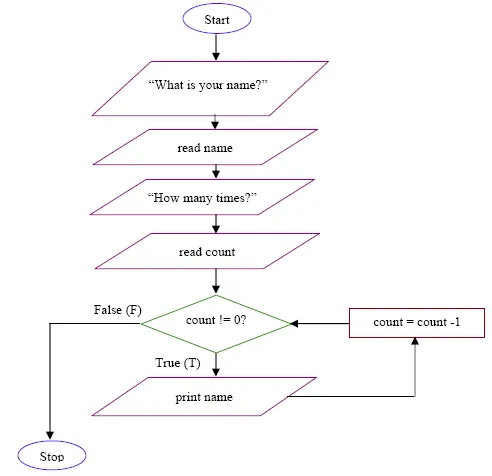 Start
“What is your name?”
read name
“How many times?”
read count
False (F)
count != 0?
count = count -1
True (T)
print name
Stop